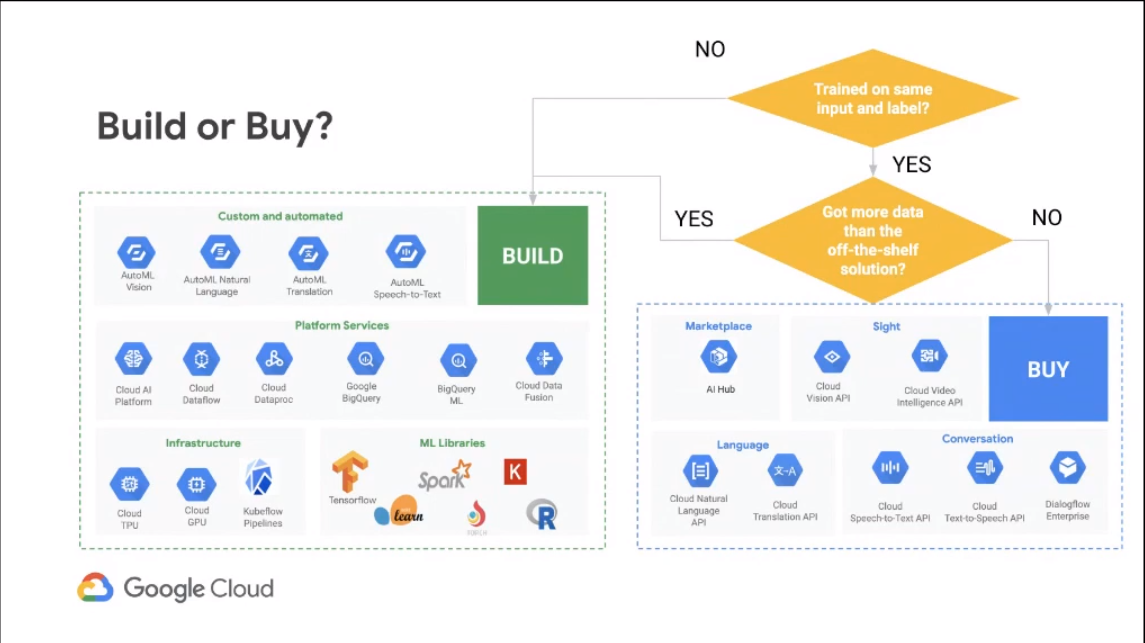 NO
Trained on same
input and label?
Build or Buy?
YES
Got more data
than the
off-the-shelf
solution?
YES
NO
Custom and automated
AutoML
Vision
AutoML Natural
Language
AutoML
Translation
AutoML
Speech-to-Text
BUILD
Platform Services
Cloud AI
Platform
Cloud
Dataflow
Cloud
Dataproc
Google
BigQuery
BigQuery
ML
Cloud Data
Fusion
Infrastructure
Cloud
TPU
Cloud
GPU
Kubeflow
Pipelines
ML Libraries
Tensorflow
Spark
K
learn
R
Marketplace
AI Hub
Sight
Cloud
Vision API
Cloud Video
Intelligence API
BUY
Language
Cloud Natural
Language
API
文-A
Cloud
Translation API
Conversation
Cloud
Speech-to-Text API
Cloud
Text-to-Speech API
Dialogflow
Enterprise
Google Cloud